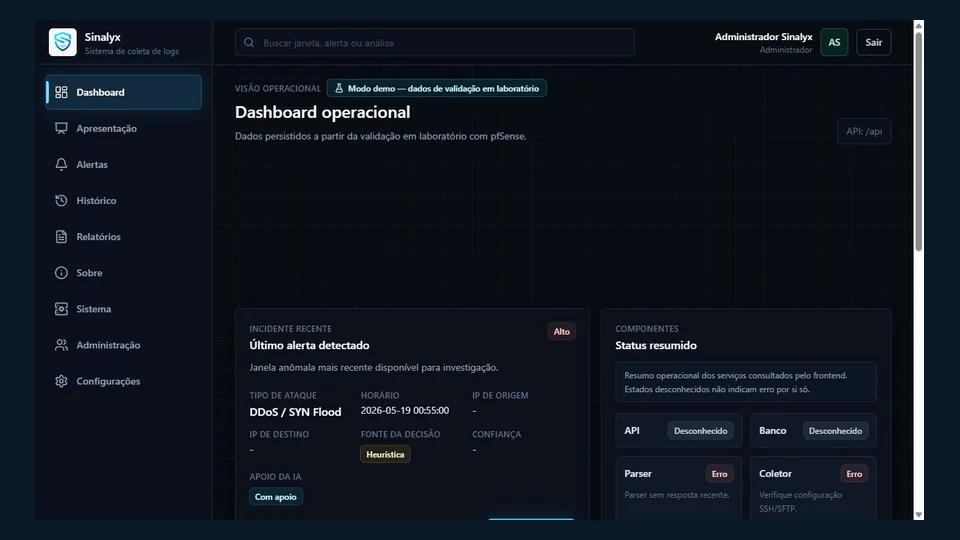 Sinalyx
Sistema de coleta de logs
Buscar janela, alerta ou análise
Administrador Sinalyx
Administrador
AS
Sair
Dashboard
Apresentação
Alertas
Histórico
Relatórios
Sobre
Sistema
Administração
Configurações
VISÃO OPERACIONAL
Modo demo — dados de validação em laboratório
Dashboard operacional
Dados persistidos a partir da validação em laboratório com pfSense.
API: /api
INCIDENTE RECENTE
Alto
Último alerta detectado
Janela anômala mais recente disponível para investigação.
TIPO DE ATAQUE
DDoS / SYN Flood
HORÁRIO
2026-05-19 00:55:00
IP DE ORIGEM
-
IP DE DESTINO
-
FONTE DA DECISÃO
Heurística
CONFIANÇA
-
APOIO DA IA
Com apoio
COMPONENTES
Status resumido
Resumo operacional dos serviços consultados pelo frontend.
Estados desconhecidos não indicam erro por si só.
API
Desconhecido
Banco
Desconhecido
Parser
Erro
Parser sem resposta recente.
Coletor
Erro
Verifique configuração
SSH/SFTP.